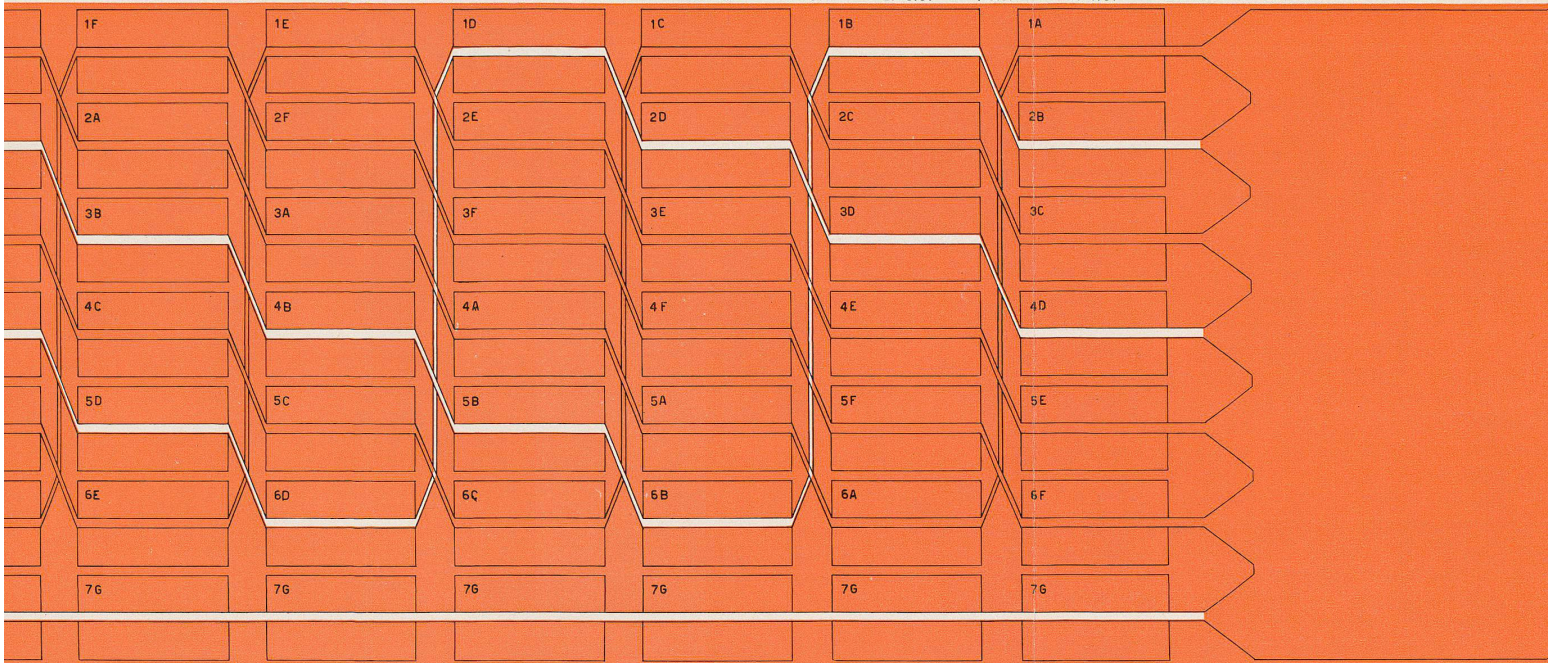 1F 1E 1D 1C 1B 1A
2A 2F 2E 2D 2C 2B
3B 3A 3F 3E 3D 3C
4C 4B 4A 4F 4E 4D
5D 5C 5B 5A 5F 5E
6E 6D 6C 6B 6A 6F
7G 7G 7G 7G 7G 7G